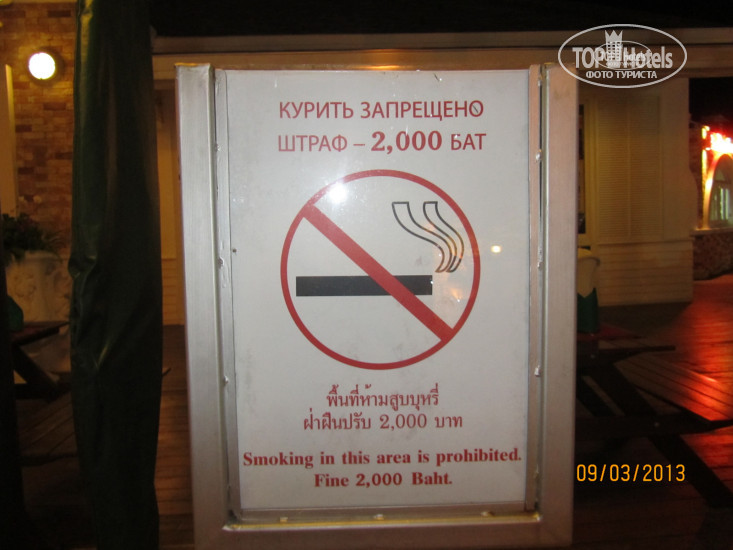 TOP Hotels
ФОТО ТУРИСТА
КУРИТЬ ЗАПРЕЩЕНО
ШТРАФ – 2,000 БАТ
พื้นที่ห้ามสูบบุหรี่
ฝ่าฝืนปรับ 2,000 บาท
Smoking in this area is prohibited.
Fine 2,000 Baht.
09/03/2013